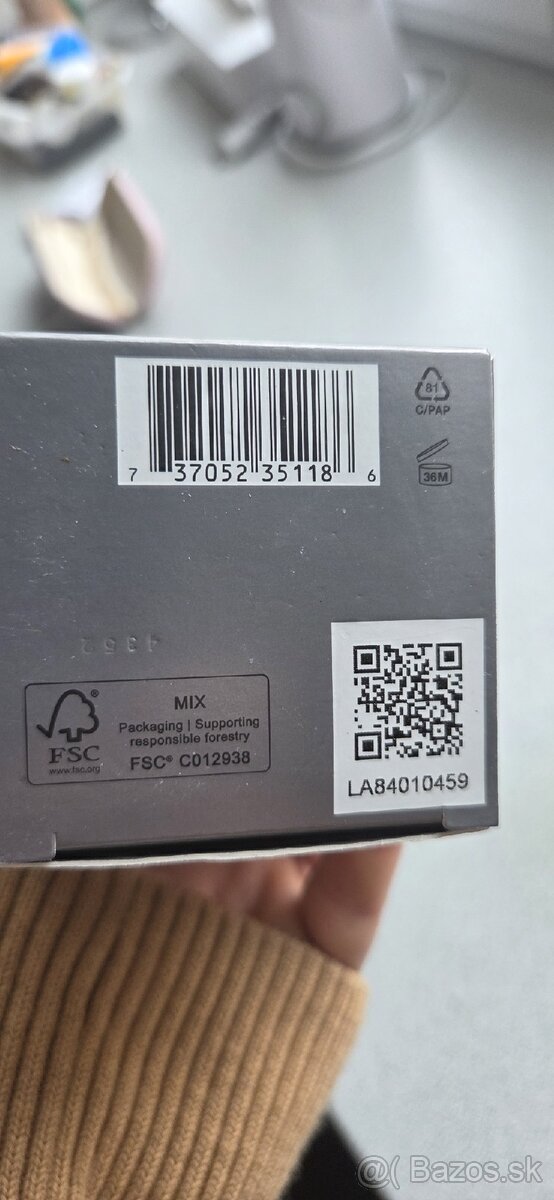 81
C/PAP
7 37052 35118 6
36M
4352
MIX
Packaging | Supporting
responsible forestry
FSC® C012938
FSC
www.fsc.org
LA84010459
@( Bazos.sk